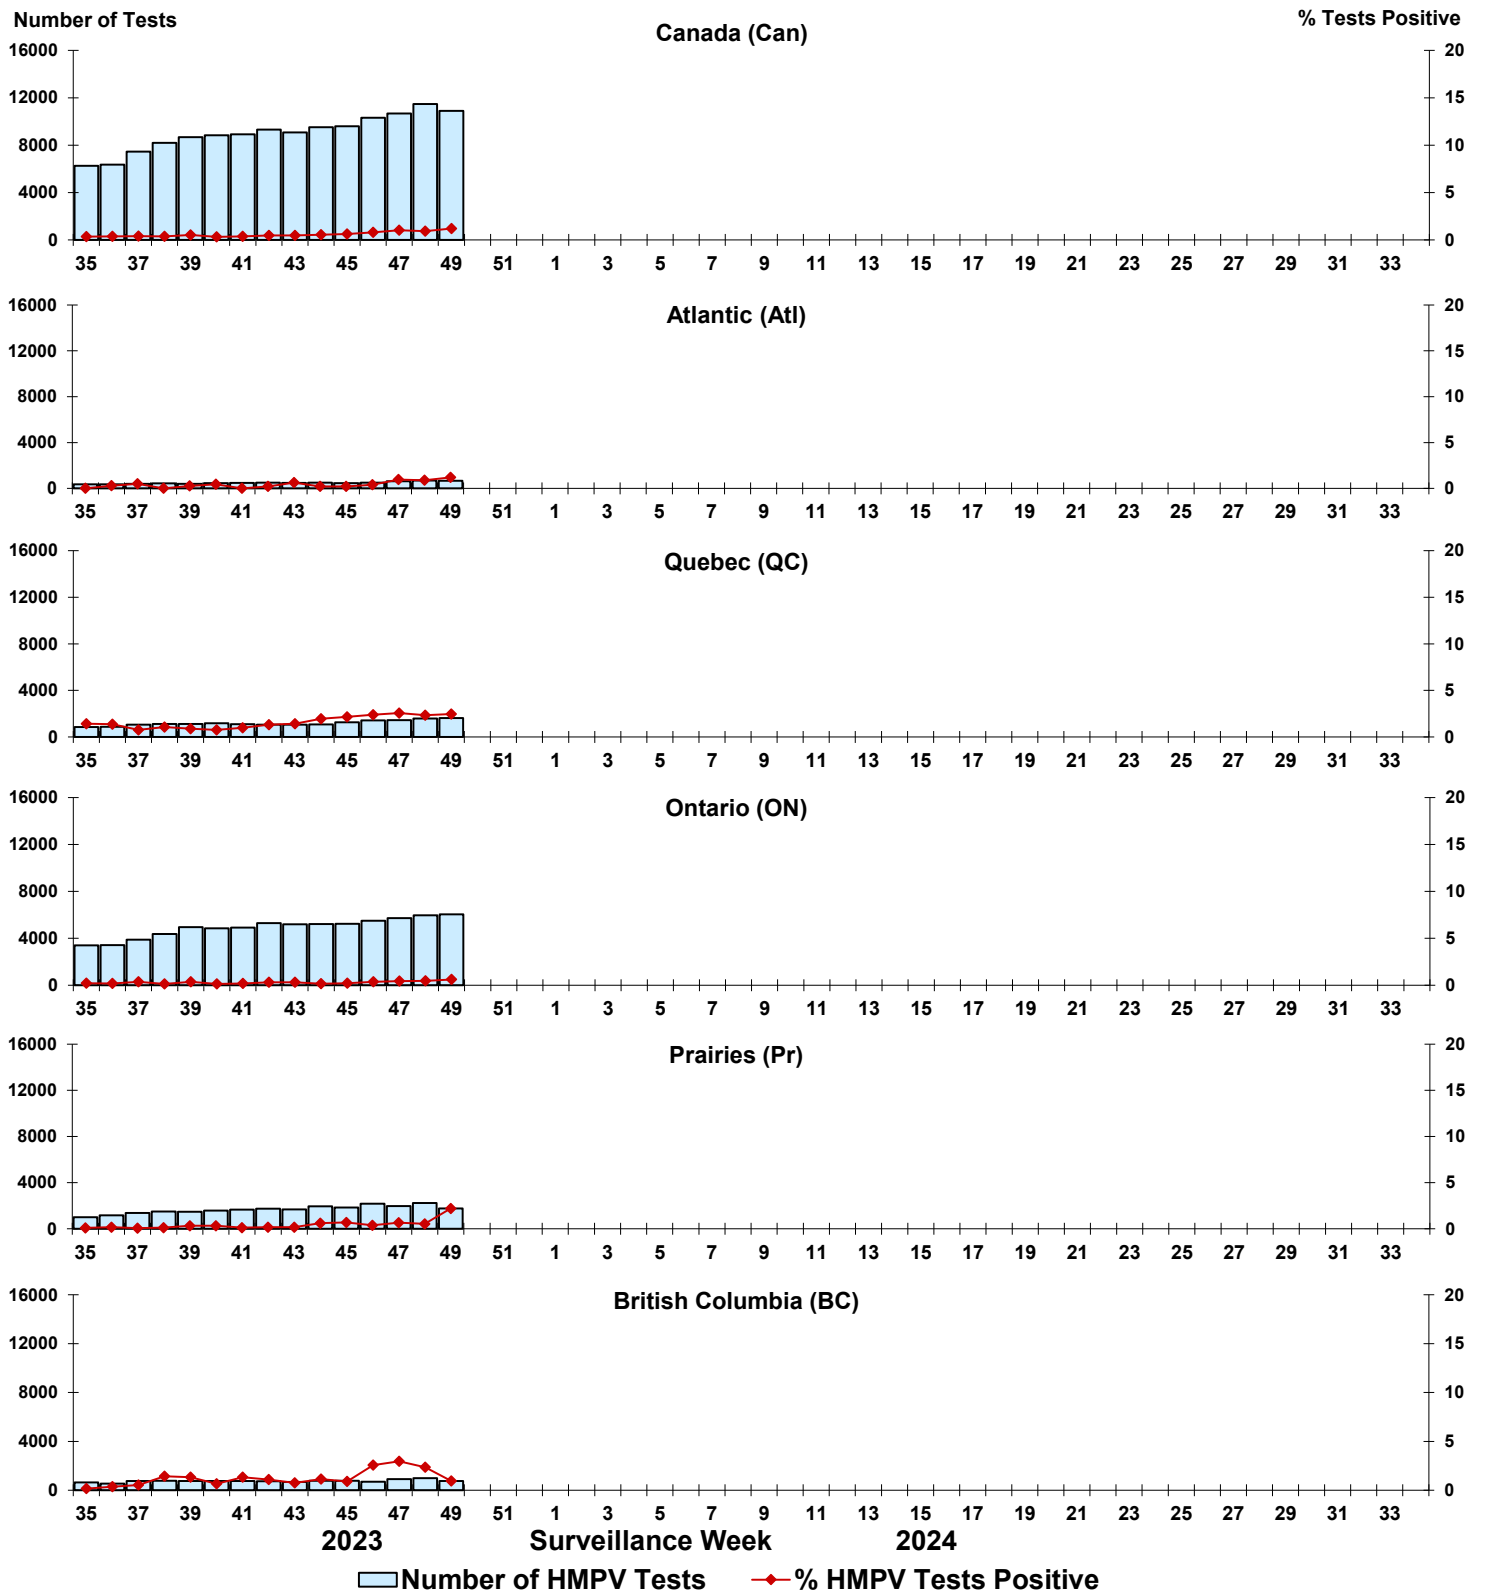 Number of Tests
% Tests Positive
Canada (Can)
16000 20
12000 15
8000 10
4000 5
0 0
35 37 39 41 43 45 47 49 51 1 3 5 7 9 11 13 15 17 19 21 23 25 27 29 31 33
Atlantic (Atl)
16000 20
12000 15
8000 10
4000 5
0 0
35 37 39 41 43 45 47 49 51 1 3 5 7 9 11 13 15 17 19 21 23 25 27 29 31 33
Quebec (QC)
16000 20
12000 15
8000 10
4000 5
0 0
35 37 39 41 43 45 47 49 51 1 3 5 7 9 11 13 15 17 19 21 23 25 27 29 31 33
Ontario (ON)
16000 20
12000 15
8000 10
4000 5
0 0
35 37 39 41 43 45 47 49 51 1 3 5 7 9 11 13 15 17 19 21 23 25 27 29 31 33
Prairies (Pr)
16000 20
12000 15
8000 10
4000 5
0 0
35 37 39 41 43 45 47 49 51 1 3 5 7 9 11 13 15 17 19 21 23 25 27 29 31 33
British Columbia (BC)
16000 20
12000 15
8000 10
4000 5
0 0
35 37 39 41 43 45 47 49 51 1 3 5 7 9 11 13 15 17 19 21 23 25 27 29 31 33
2023 Surveillance Week 2024
Number of HMPV Tests % HMPV Tests Positive